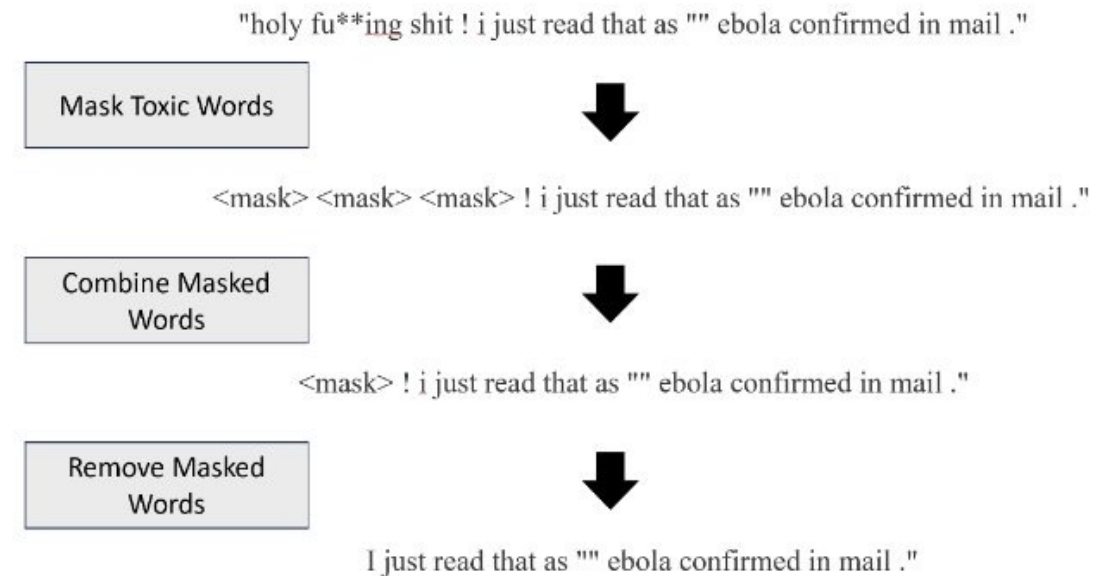 "holy fu**ing shit ! i just read that as "" ebola confirmed in mail ."
Mask Toxic Words
<mask> <mask> <mask> ! i just read that as "" ebola confirmed in mail ."
Combine Masked
Words
<mask> ! i just read that as "" ebola confirmed in mail ."
Remove Masked
Words
I just read that as "" ebola confirmed in mail ."